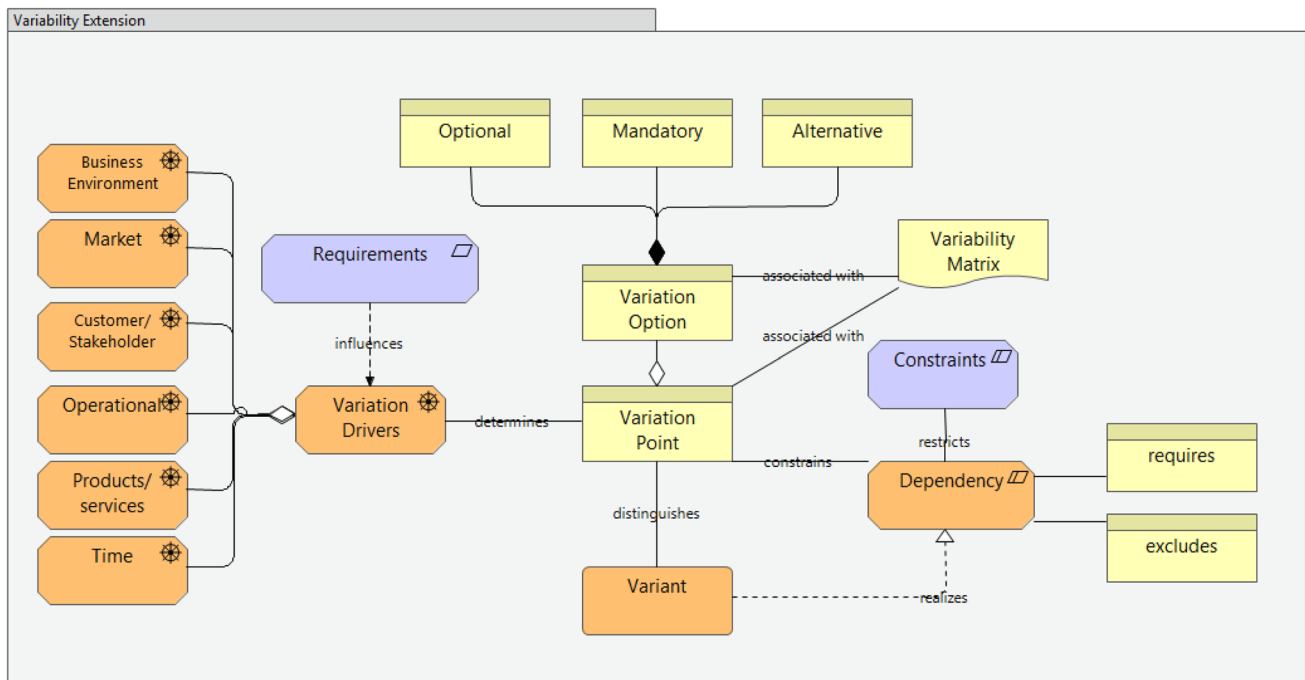 Variability Extension
Optional
Mandatory
Alternative
Business
Environment
Market
Requirements
Variability
Matrix
associated with
Variation
Option
Customer/
Stakeholder
influences
associated with
Constraints
Operational
Variation
Drivers
determines
Variation
Point
restricts
constrains
requires
Products/
services
Dependency
distinguishes
excludes
Time
Variant
realizes